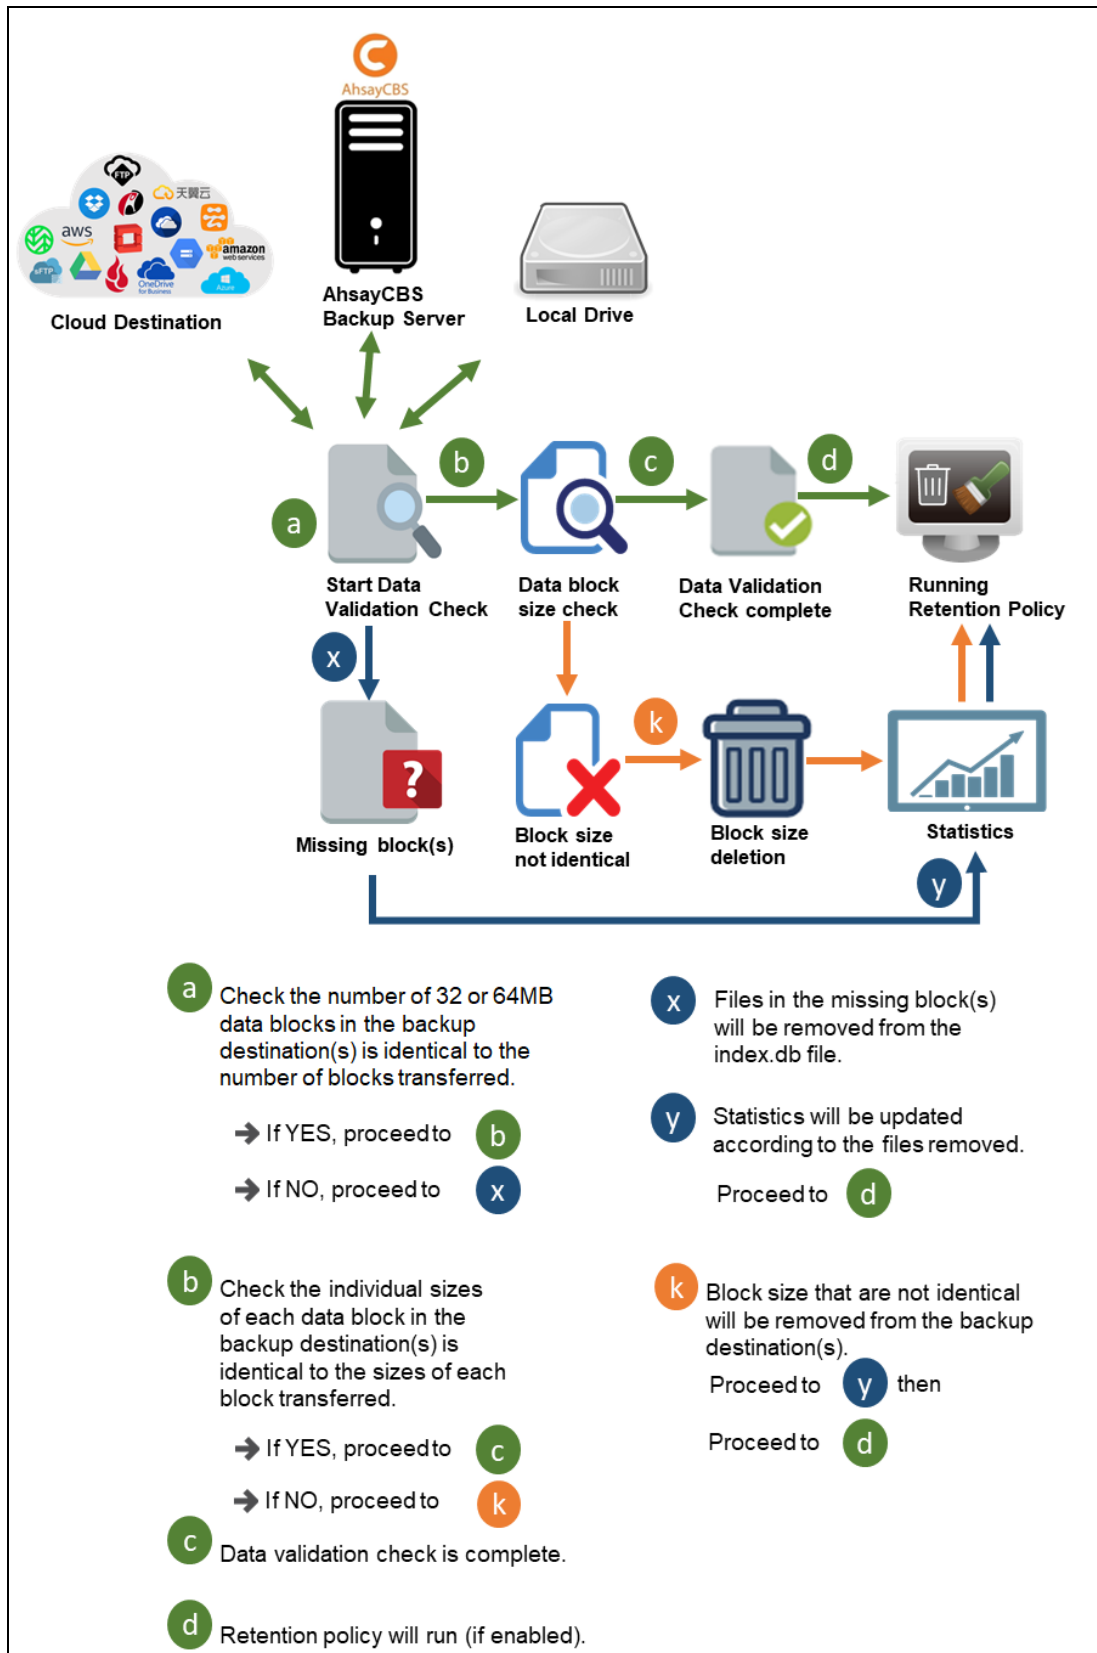 AhsayCBS
FTP
天翼云
aws
amazon
web services
sFTP
OneDrive
for Business
Azure
Cloud Destination
AhsayCBS
Backup Server
Local Drive
a
b
c
d
Start Data
Validation Check
Data block
size check
Data Validation
Check complete
Running
Retention Policy
x
k
?
Missing block(s)
Block size
not identical
Block size
deletion
Statistics
y
a
Check the number of 32 or 64MB
data blocks in the backup
destination(s) is identical to the
number of blocks transferred.
If YES, proceed to b
If NO, proceed to x
x
Files in the missing block(s)
will be removed from the
index.db file.
y
Statistics will be updated
according to the files removed.
Proceed to d
b
Check the individual sizes
of each data block in the
backup destination(s) is
identical to the sizes of each
block transferred.
If YES, proceed to c
If NO, proceed to k
k
Block size that are not identical
will be removed from the backup
destination(s).
Proceed to y then
Proceed to d
c
Data validation check is complete.
d
Retention policy will run (if enabled).